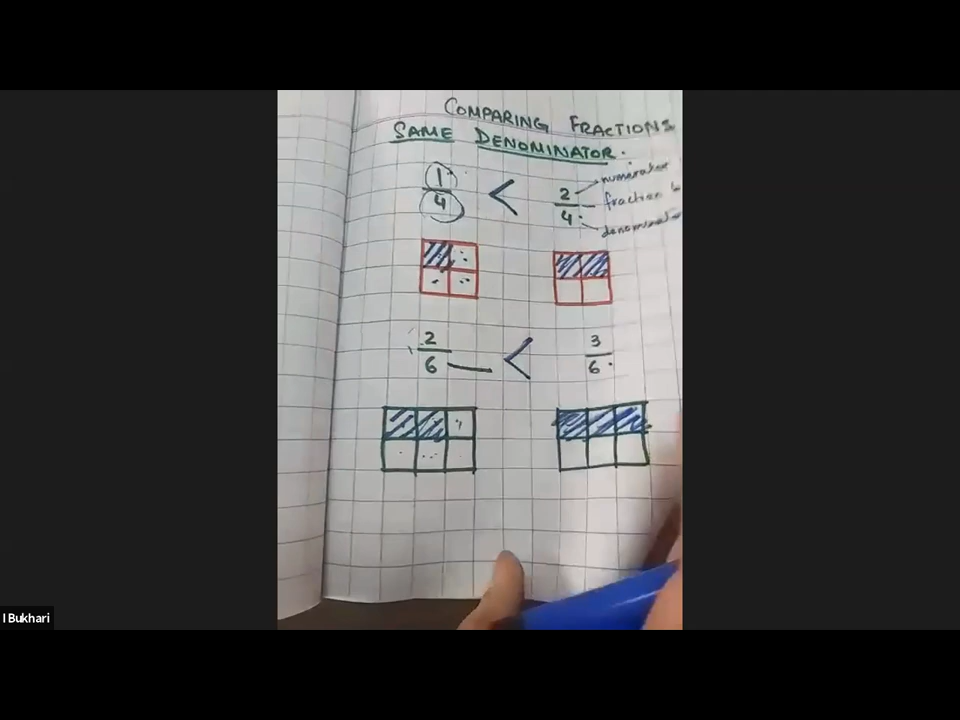 COMPARING FRACTIONS
SAME DENOMINATOR.
1/4 < 2/4
numerator
fraction
denominator
2/6 < 3/6
I Bukhari